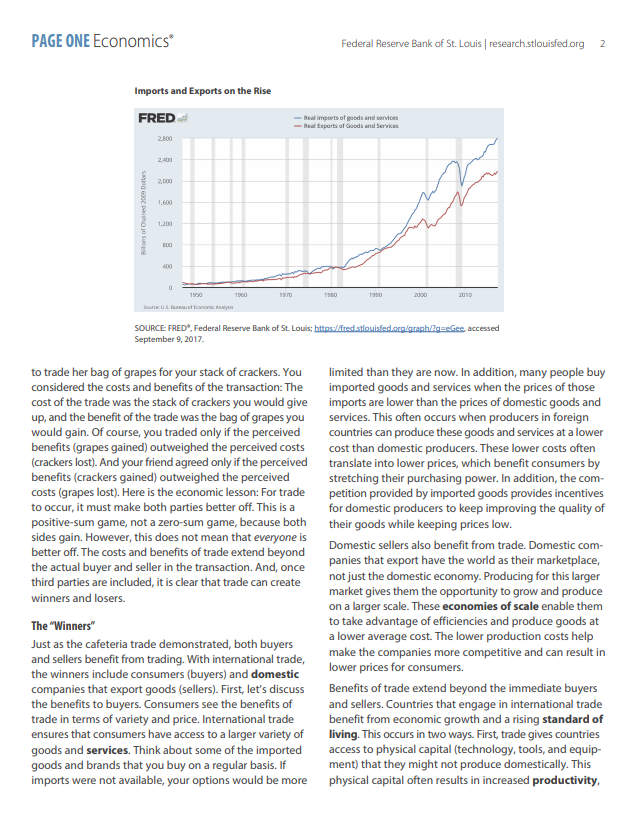 PAGE ONE Economics®
Federal Reserve Bank of St. Louis | research.stlouisfed.org 2
Imports and Exports on the Rise
FRED
Real imports of goods and services
Real Exports of Goods and Services
Billions of Chained 2009 Dollars
2,800
2,400
2,000
1,600
1,200
800
400
0
1950 1960 1970 1980 1990 2000 2010
Source: U.S. Bureau of Economic Analysis
SOURCE: FRED®, Federal Reserve Bank of St. Louis; https://fred.stlouisfed.org/graph/?g=eGee, accessed
September 9, 2017.
to trade her bag of grapes for your stack of crackers. You
considered the costs and benefits of the transaction: The
cost of the trade was the stack of crackers you would give
up, and the benefit of the trade was the bag of grapes you
would gain. Of course, you traded only if the perceived
benefits (grapes gained) outweighed the perceived costs
(crackers lost). And your friend agreed only if the perceived
benefits (crackers gained) outweighed the perceived
costs (grapes lost). Here is the economic lesson: For trade
to occur, it must make both parties better off. This is a
positive-sum game, not a zero-sum game, because both
sides gain. However, this does not mean that everyone is
better off. The costs and benefits of trade extend beyond
the actual buyer and seller in the transaction. And, once
third parties are included, it is clear that trade can create
winners and losers.
The "Winners"
Just as the cafeteria trade demonstrated, both buyers
and sellers benefit from trading. With international trade,
the winners include consumers (buyers) and domestic
companies that export goods (sellers). First, let's discuss
the benefits to buyers. Consumers see the benefits of
trade in terms of variety and price. International trade
ensures that consumers have access to a larger variety of
goods and services. Think about some of the imported
goods and brands that you buy on a regular basis. If
imports were not available, your options would be more
limited than they are now. In addition, many people buy
imported goods and services when the prices of those
imports are lower than the prices of domestic goods and
services. This often occurs when producers in foreign
countries can produce these goods and services at a lower
cost than domestic producers. These lower costs often
translate into lower prices, which benefit consumers by
stretching their purchasing power. In addition, the com-
petition provided by imported goods provides incentives
for domestic producers to keep improving the quality of
their goods while keeping prices low.
Domestic sellers also benefit from trade. Domestic com-
panies that export have the world as their marketplace,
not just the domestic economy. Producing for this larger
market gives them the opportunity to grow and produce
on a larger scale. These economies of scale enable them
to take advantage of efficiencies and produce goods at
a lower average cost. The lower production costs help
make the companies more competitive and can result in
lower prices for consumers.
Benefits of trade extend beyond the immediate buyers
and sellers. Countries that engage in international trade
benefit from economic growth and a rising standard of
living. This occurs in two ways. First, trade gives countries
access to physical capital (technology, tools, and equip-
ment) that they might not produce domestically. This
physical capital often results in increased productivity,